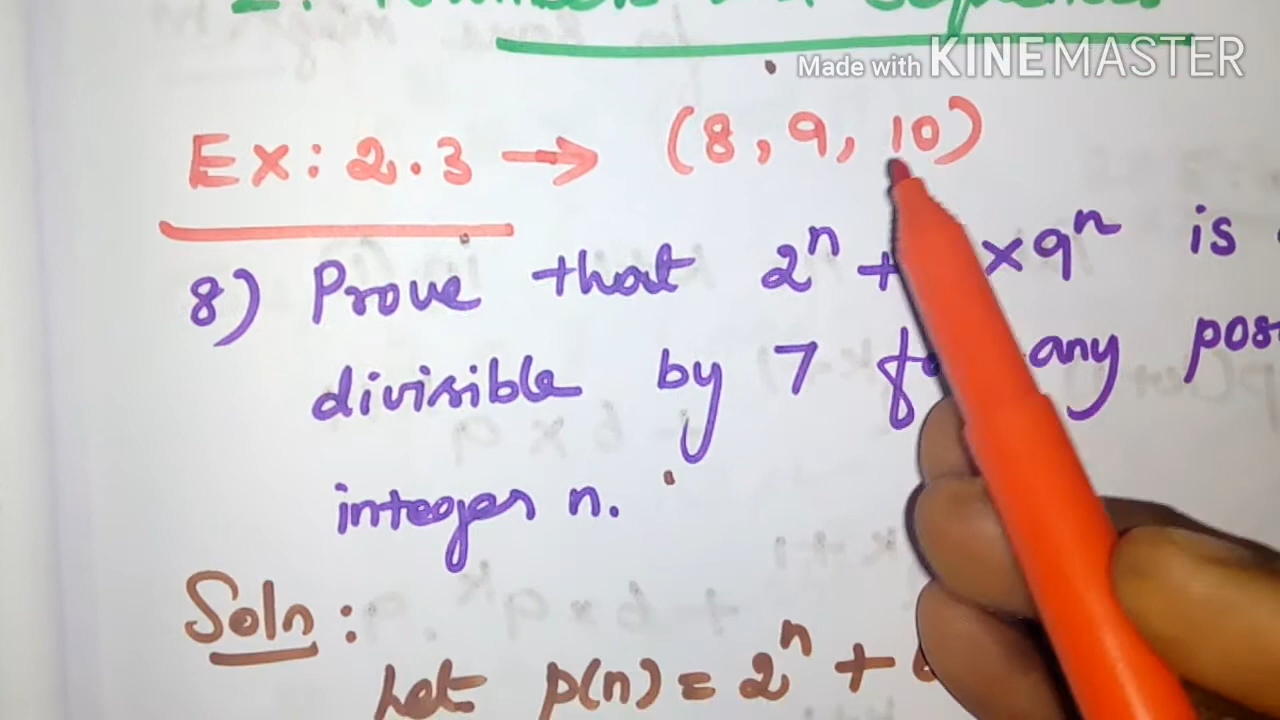 Made with KINEMASTER
Ex: 2.3 → (8, 9, 10)
8) Prove that 2ⁿ + ×9ⁿ is
divisible by 7 any
integer n.
Soln:
Let p(n) = 2ⁿ +